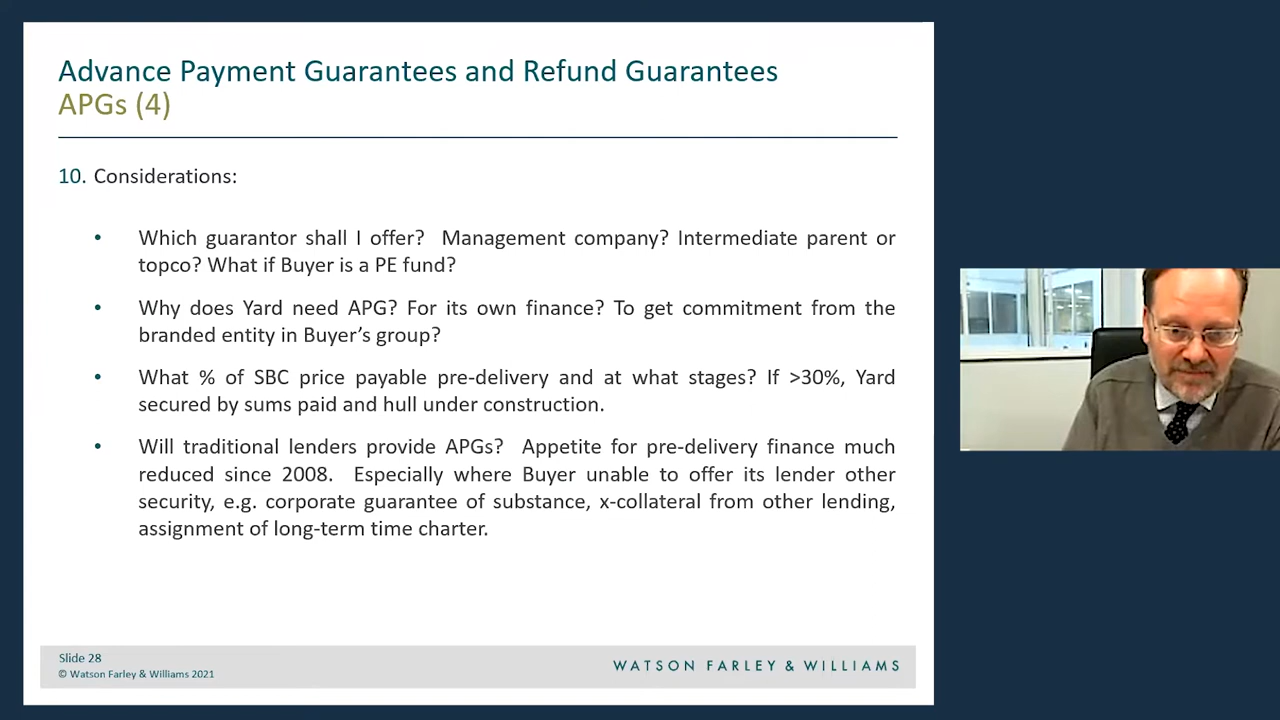 Advance Payment Guarantees and Refund Guarantees
APGs (4)
10. Considerations:
• Which guarantor shall I offer? Management company? Intermediate parent or
topco? What if Buyer is a PE fund?
• Why does Yard need APG? For its own finance? To get commitment from the
branded entity in Buyer’s group?
• What % of SBC price payable pre-delivery and at what stages? If >30%, Yard
secured by sums paid and hull under construction.
• Will traditional lenders provide APGs? Appetite for pre-delivery finance much
reduced since 2008. Especially where Buyer unable to offer its lender other
security, e.g. corporate guarantee of substance, x-collateral from other lending,
assignment of long-term time charter.
Slide 28
© Watson Farley & Williams 2021
WATSON FARLEY & WILLIAMS